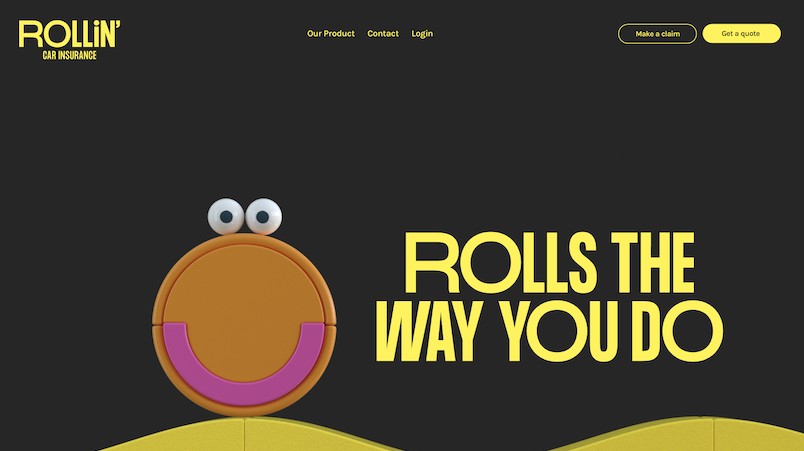 ROLLiN'
CAR INSURANCE
Our Product Contact Login
Make a claim Get a quote
ROLLS THE
WAY YOU DO